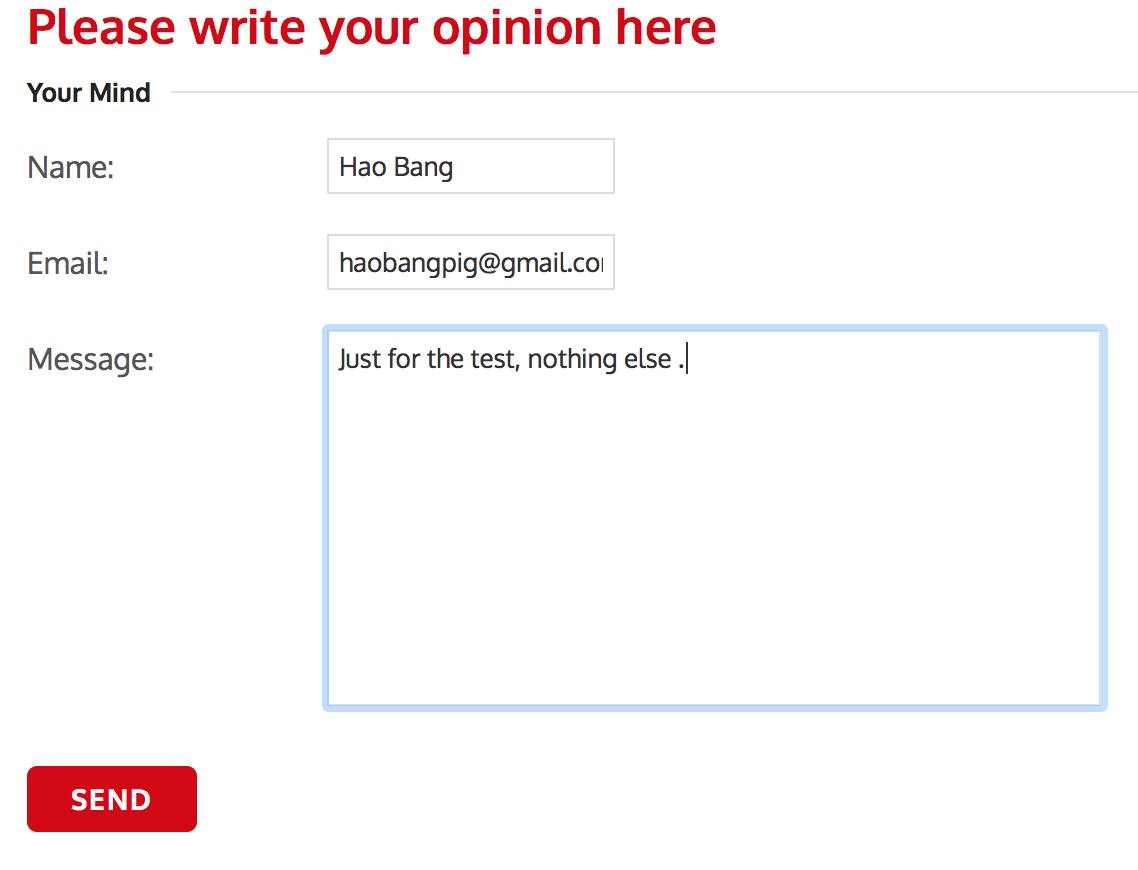 Please write your opinion here
Your Mind
Name:
Hao Bang
Email:
haobangpig@gmail.co
Message:
Just for the test, nothing else .
SEND